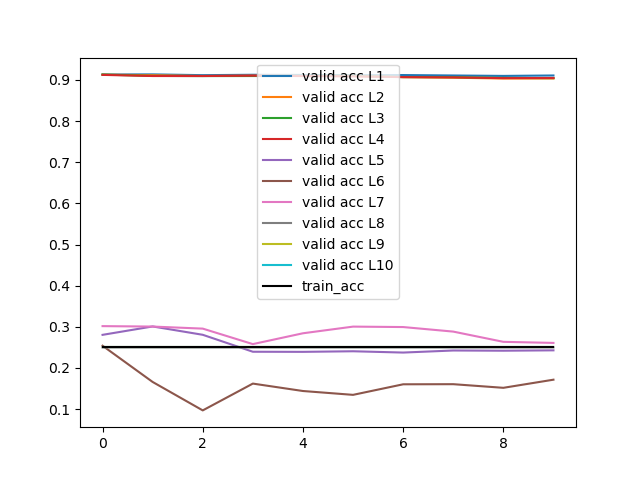 0.9
0.8
0.7
0.6
0.5
0.4
0.3
0.2
0.1
0
2
4
6
8
valid acc L1
valid acc L2
valid acc L3
valid acc L4
valid acc L5
valid acc L6
valid acc L7
valid acc L8
valid acc L9
valid acc L10
train_acc